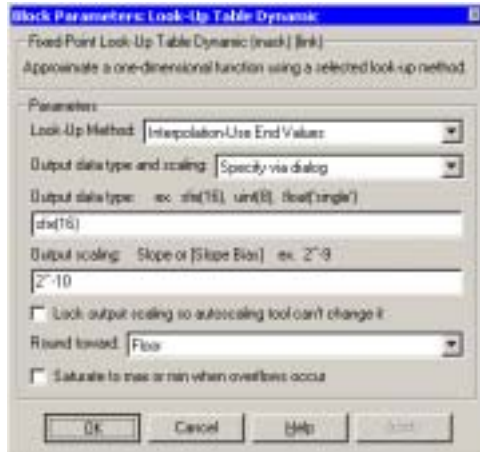 Block Parameters: Look-Up Table Dynamic
Fixed Point Look-Up Table Dynamic (mask) (link)
Approximate a one-dimensional function using a selected look-up method.
Parameters
Look-Up Method: Interpolation-Use End Values
Output data type and scaling: Specify via dialog
Output data type: ex. sfix(16), uint(8), float('single')
sfix(16)
Output scaling: Slope or [Slope Bias] ex. 2^-9
2^-10
Lock output scaling so autoscaling tool can't change it
Round toward: Floor
Saturate to max or min when overflows occur
OK Cancel Help